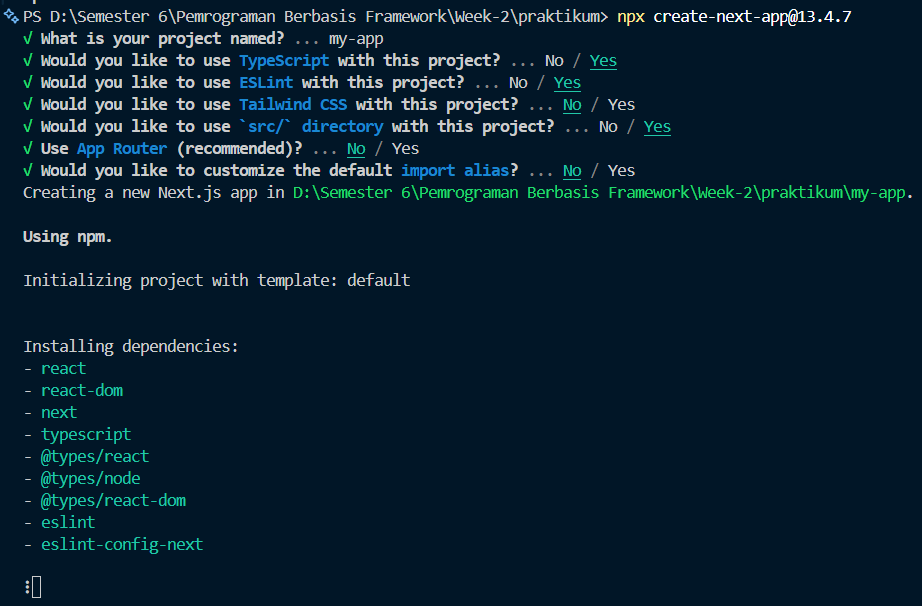 PS D:\Semester 6\Pemrograman Berbasis Framework\Week-2\praktikum> npx create-next-app@13.4.7
√ What is your project named? ... my-app
√ Would you like to use TypeScript with this project? ... No / Yes
√ Would you like to use ESLint with this project? ... No / Yes
√ Would you like to use Tailwind CSS with this project? ... No / Yes
√ Would you like to use `src/` directory with this project? ... No / Yes
√ Use App Router (recommended)? ... No / Yes
√ Would you like to customize the default import alias? ... No / Yes
Creating a new Next.js app in D:\Semester 6\Pemrograman Berbasis Framework\Week-2\praktikum\my-app.
Using npm.
Initializing project with template: default
Installing dependencies:
- react
- react-dom
- next
- typescript
- @types/react
- @types/node
- @types/react-dom
- eslint
- eslint-config-next